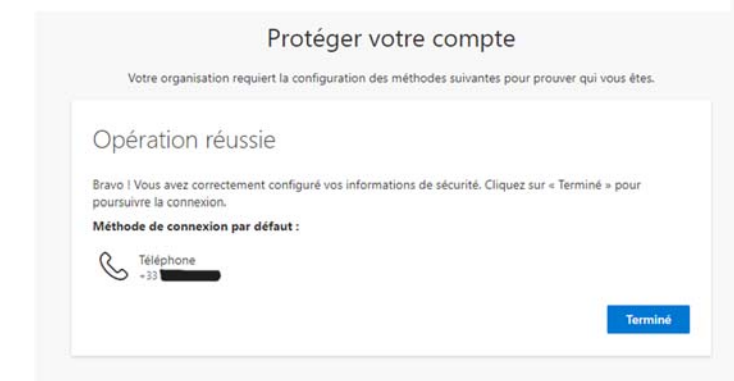 Protéger votre compte
Votre organisation requiert la configuration des méthodes suivantes pour prouver qui vous êtes.
Opération réussie
Bravo ! Vous avez correctement configuré vos informations de sécurité. Cliquez sur « Terminé » pour
poursuivre la connexion.
Méthode de connexion par défaut :
Téléphone
+33
Terminé